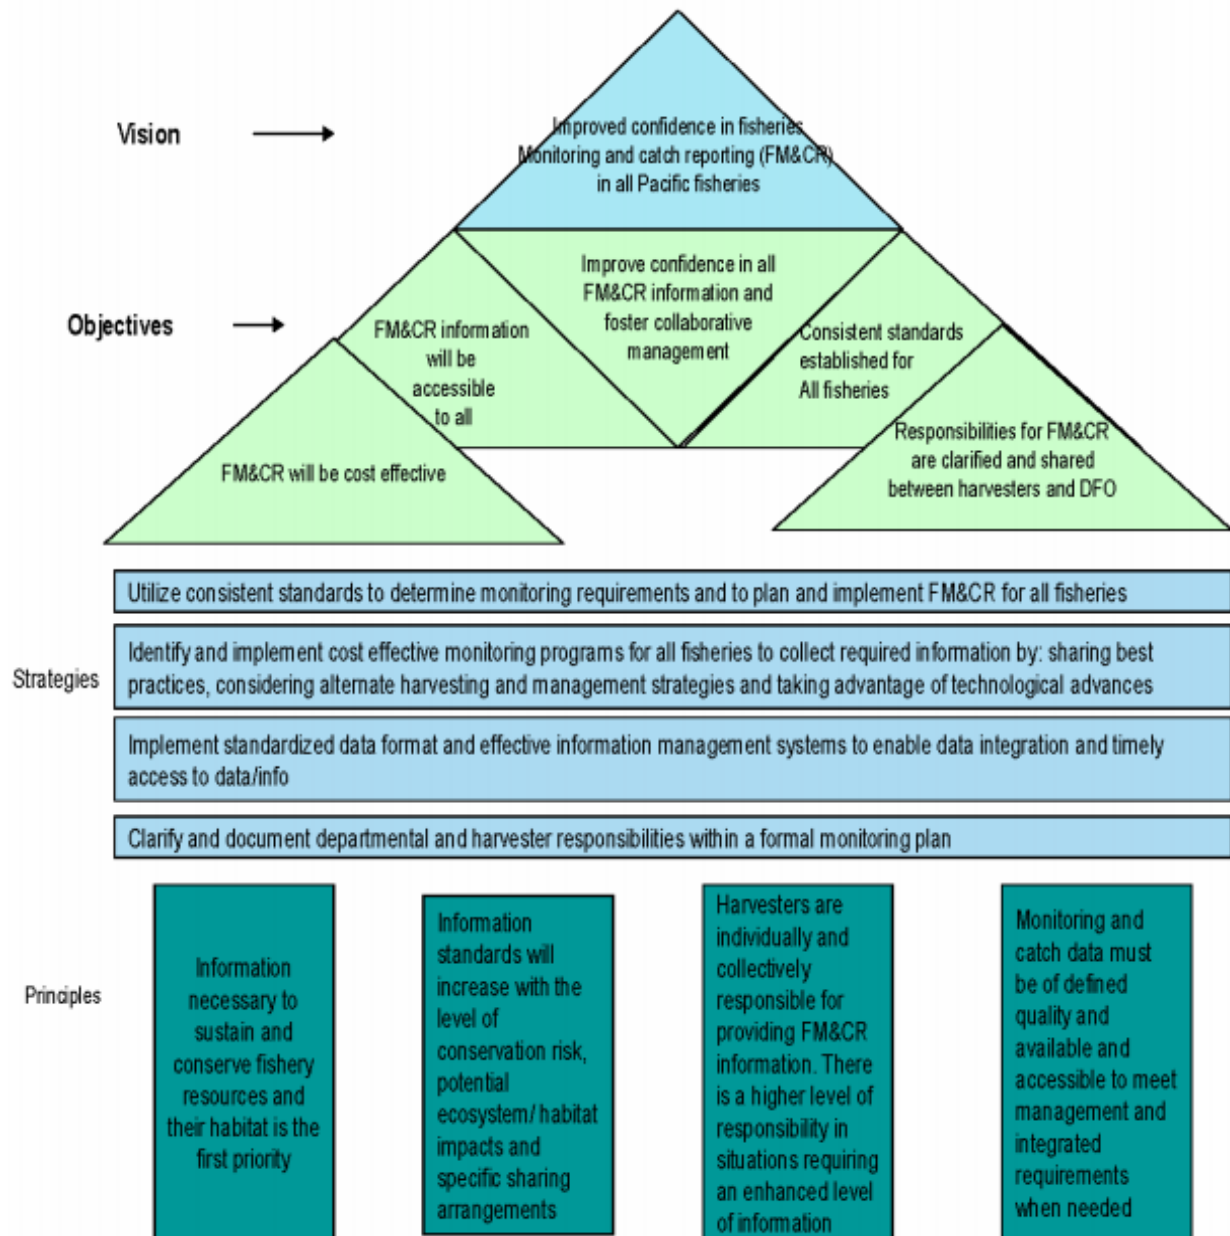 Vision
Improved confidence in fisheries
Monitoring and catch reporting (FM&CR)
in all Pacific fisheries
Objectives
Improve confidence in all
FM&CR information and
foster collaborative
management
FM&CR information
will be
accessible
to all
Consistent standards
established for
All fisheries
FM&CR will be cost effective
Responsibilities for FM&CR
are clarified and shared
between harvesters and DFO
Utilize consistent standards to determine monitoring requirements and to plan and implement FM&CR for all fisheries
Strategies
Identify and implement cost effective monitoring programs for all fisheries to collect required information by: sharing best
practices, considering alternate harvesting and management strategies and taking advantage of technological advances
Implement standardized data format and effective information management systems to enable data integration and timely
access to data/info
Clarify and document departmental and harvester responsibilities within a formal monitoring plan
Principles
Information
necessary to
sustain and
conserve fishery
resources and
their habitat is the
first priority
Information
standards will
increase with the
level of
conservation risk,
potential
ecosystem/ habitat
impacts and
specific sharing
arrangements
Harvesters are
individually and
collectively
responsible for
providing FM&CR
information. There
is a higher level of
responsibility in
situations requiring
an enhanced level
of information
Monitoring and
catch data must
be of defined
quality and
available and
accessible to meet
management and
integrated
requirements
when needed